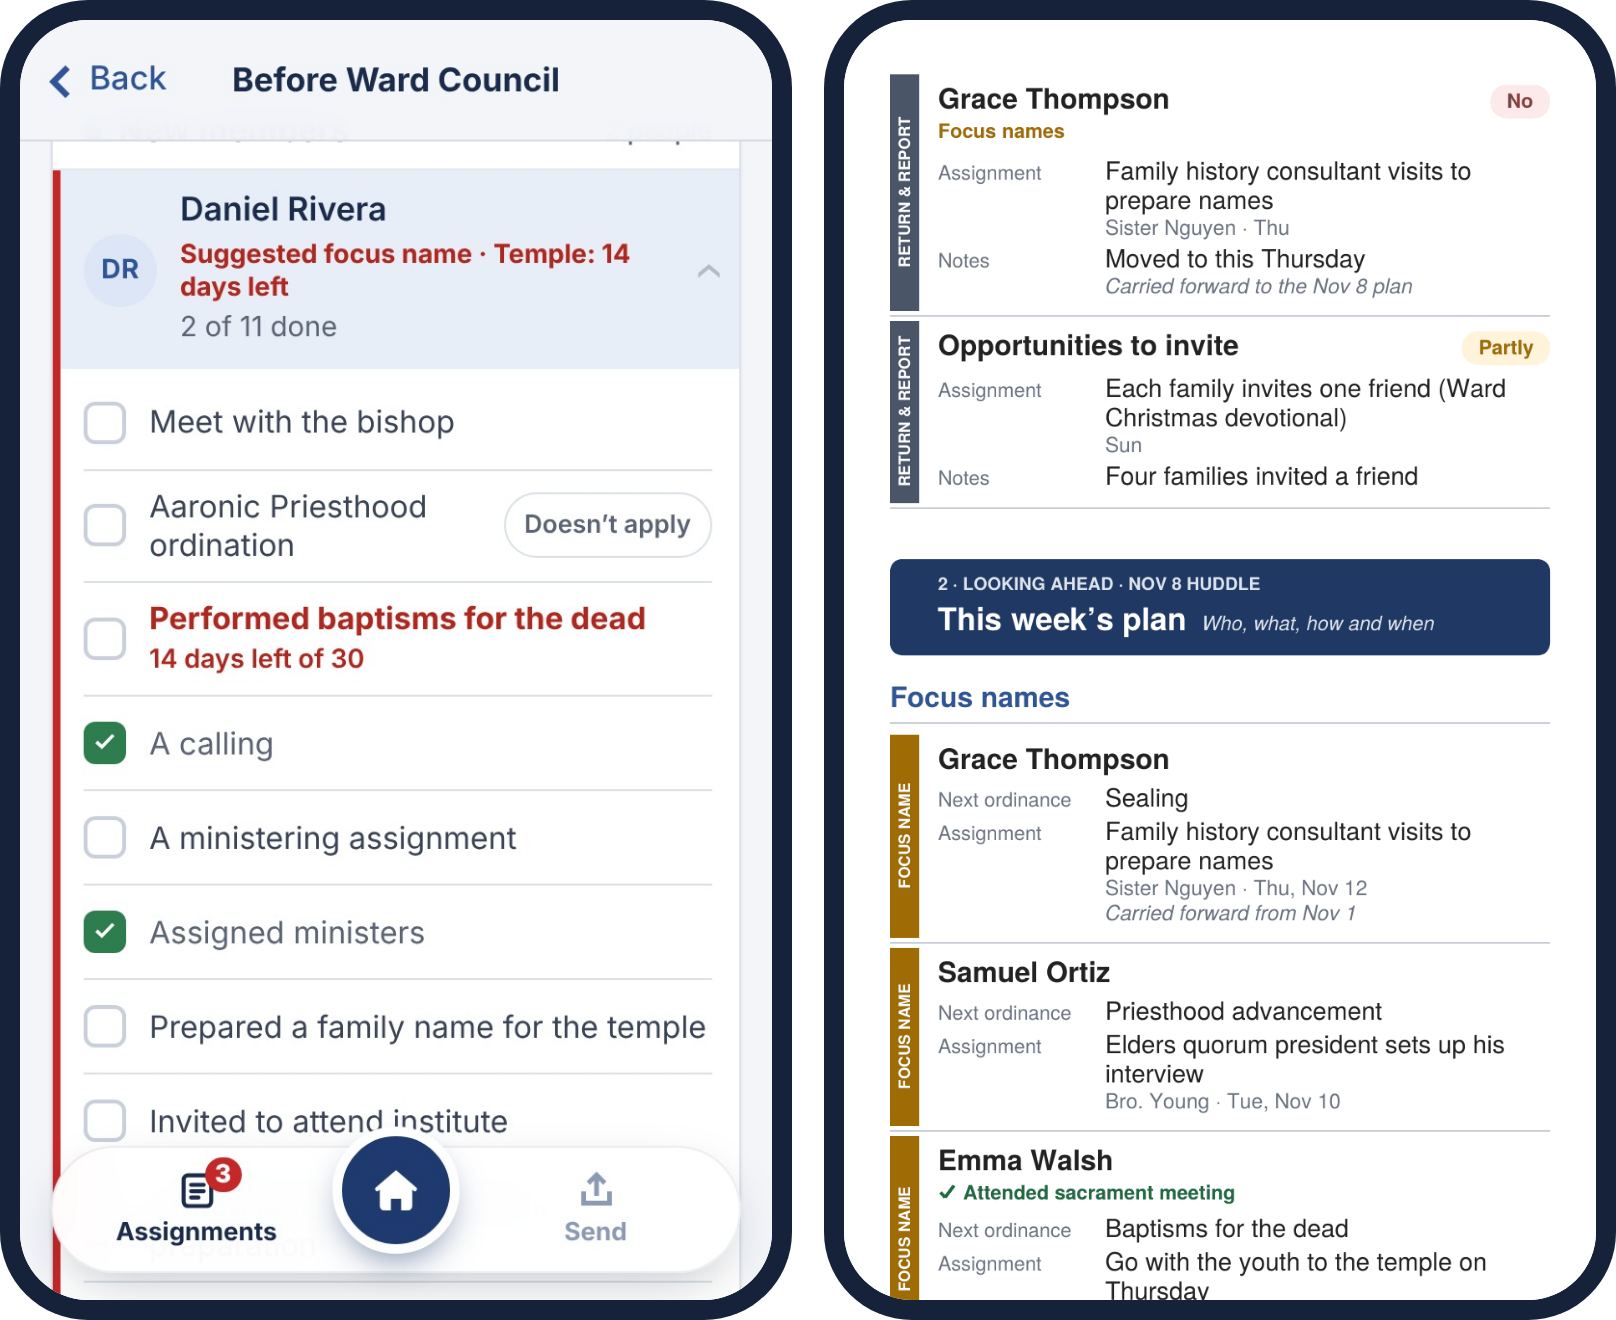 Back
Before Ward Council
New members
2 people
Daniel Rivera
DR
Suggested focus name · Temple: 14
days left
2 of 11 done
Meet with the bishop
Aaronic Priesthood
ordination
Doesn’t apply
Performed baptisms for the dead
14 days left of 30
A calling
A ministering assignment
Assigned ministers
Prepared a family name for the temple
Invited to attend institute
3
Assignments
Send
preparation
RETURN & REPORT
Grace Thompson
No
Focus names
Assignment
Family history consultant visits to
prepare names
Sister Nguyen · Thu
Notes
Moved to this Thursday
Carried forward to the Nov 8 plan
RETURN & REPORT
Opportunities to invite
Partly
Assignment
Each family invites one friend (Ward
Christmas devotional)
Sun
Notes
Four families invited a friend
2 · LOOKING AHEAD · NOV 8 HUDDLE
This week’s plan Who, what, how and when
Focus names
FOCUS NAME
Grace Thompson
Next ordinance
Sealing
Assignment
Family history consultant visits to
prepare names
Sister Nguyen · Thu, Nov 12
Carried forward from Nov 1
FOCUS NAME
Samuel Ortiz
Next ordinance
Priesthood advancement
Assignment
Elders quorum president sets up his
interview
Bro. Young · Tue, Nov 10
FOCUS NAME
Emma Walsh
Attended sacrament meeting
Next ordinance
Baptisms for the dead
Assignment
Go with the youth to the temple on
Thursday